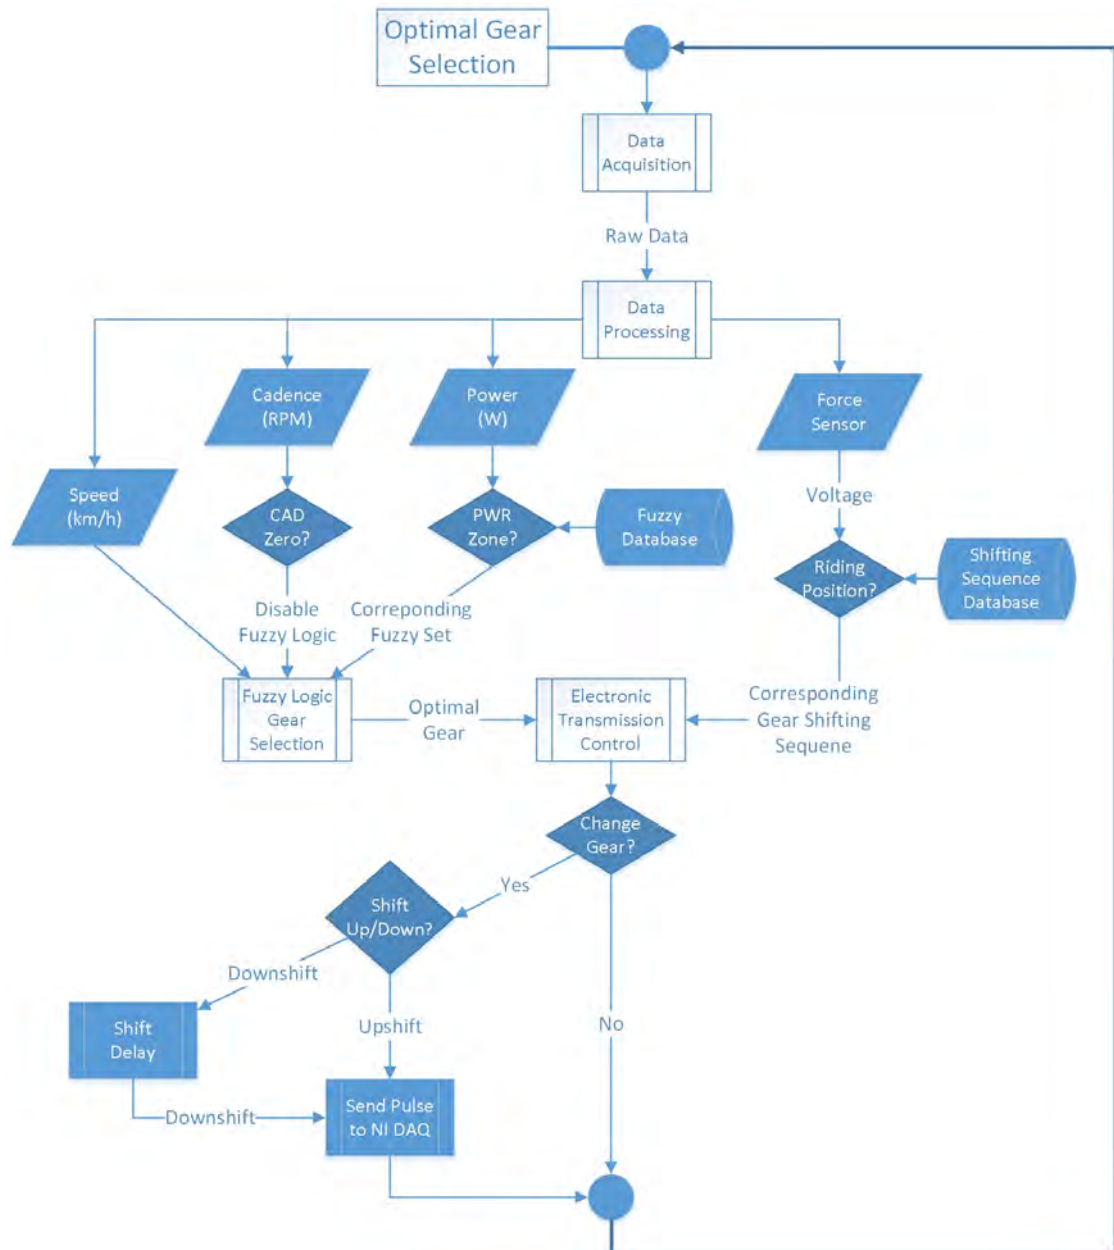 Optimal Gear
Selection
Data
Acquisition
Raw Data
Data
Processing
Cadence
(RPM)
Power
(W)
Force
Sensor
Speed
(km/h)
CAD
Zero?
PWR
Zone?
Fuzzy
Database
Voltage
Riding
Position?
Shifting
Sequence
Database
Disable
Fuzzy Logic
Correponding
Fuzzy Set
Fuzzy Logic
Gear
Selection
Optimal
Gear
Electronic
Transmission
Control
Corresponding
Gear Shifting
Sequene
Change
Gear?
Yes
Shift
Up/Down?
Downshift
Upshift
No
Shift
Delay
Downshift
Send Pulse
to NI DAQ